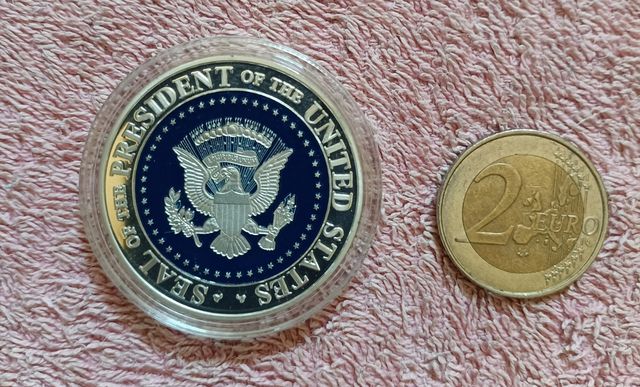 SEAL OF THE PRESIDENT OF THE UNITED STATES
2 EURO